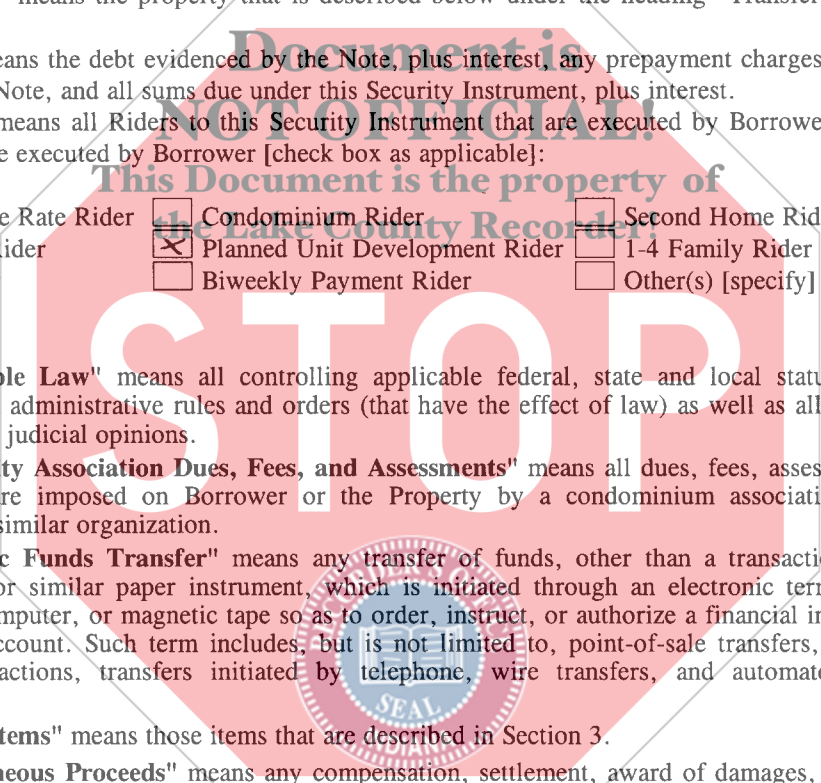 means the property that is described below under the heading "Transfer
Document is
eans the debt evidenced by the Note, plus interest, any prepayment charges
Note, and all sums due under this Security Instrument, plus interest.
NOT OFFICIAL!
means all Riders to this Security Instrument that are executed by Borrowe
e executed by Borrower [check box as applicable]:
This Document is the property of
the Lake County Recorder!
e Rate Rider Condominium Rider Second Home Rid
ider Planned Unit Development Rider 1-4 Family Rider
Biweekly Payment Rider Other(s) [specify]
STOP
ble Law" means all controlling applicable federal, state and local statu
administrative rules and orders (that have the effect of law) as well as all
judicial opinions.
ty Association Dues, Fees, and Assessments" means all dues, fees, asses
re imposed on Borrower or the Property by a condominium associati
similar organization.
c Funds Transfer" means any transfer of funds, other than a transacti
or similar paper instrument, which is initiated through an electronic ter
mputer, or magnetic tape so as to order, instruct, or authorize a financial in
ccount. Such term includes, but is not limited to, point-of-sale transfers,
actions, transfers initiated by telephone, wire transfers, and automat
SEAL
tems" means those items that are described in Section 3.
neous Proceeds" means any compensation, settlement, award of damages,